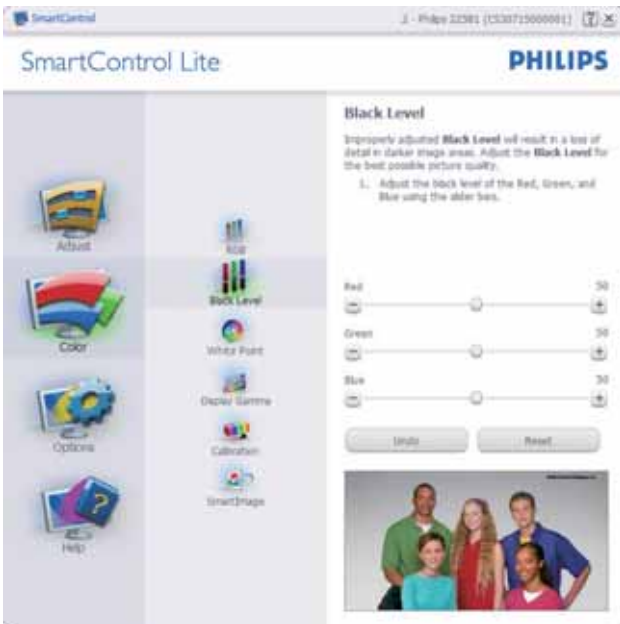 SmartControl
SmartControl Lite
PHILIPS
Adjust
Color
Options
Help
RGB
Black Level
White Point
Display Gamma
Calibration
SmartImage
Black Level
Improperly adjusted Black Level will result in a loss of
detail in darker image areas. Adjust the Black Level for
the best possible picture quality.
1. Adjust the black level of the Red, Green, and
Blue using the slider bars.
Red 50
Green 50
Blue 50
Undo Reset